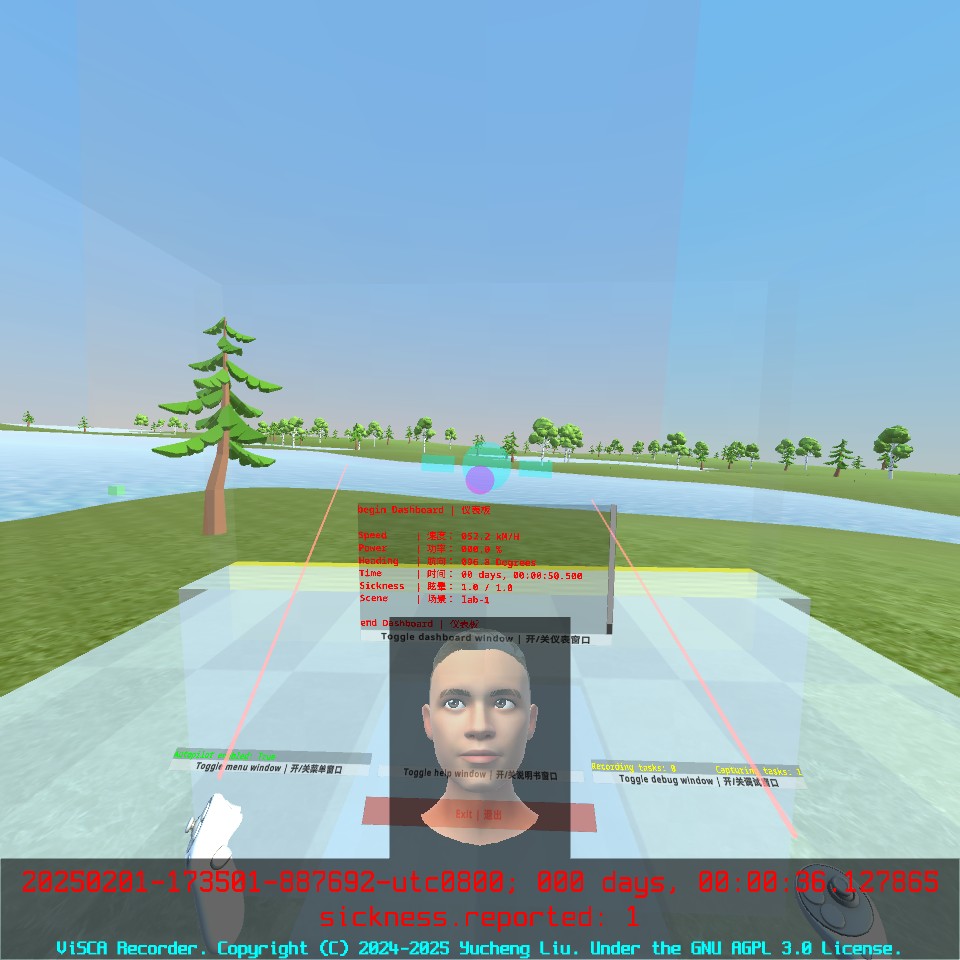 Begin Dashboard | 仪表板
Speed | 速度: 053.2 kM/H
Power | 功率: 000.0 %
Heading | 航向: 096.8 Degrees
Time | 时间: 00 days, 00:00:50.500
Sickness | 眩晕: 1.0 / 1.0
Scene | 场景: lab-1
end Dashboard | 仪表板
Toggle dashboard window | 开/关仪表窗口
Autopilot enabled: True
Toggle menu window | 开/关菜单窗口
Toggle help window | 开/关说明书窗口
Recording tasks: 0 Capturing tasks: 1
Toggle debug window | 开/关调试窗口
Exit | 退出
20250201-173501-887692-utc0800; 000 days, 00:00:36.127865
sickness.reported: 1
ViSCA Recorder. Copyright (C) 2024-2025 Yucheng Liu. Under the GNU AGPL 3.0 License.